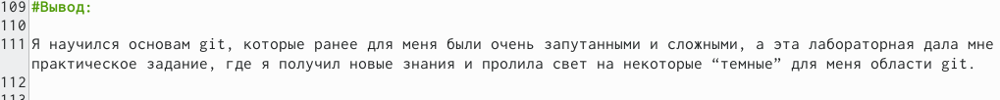 109 #Вывод:
110
111 Я научился основам git, которые ранее для меня были очень запутанными и сложными, а эта лабораторная дала мне
практическое задание, где я получил новые знания и пролила свет на некоторые “темные” для меня области git.
112
113